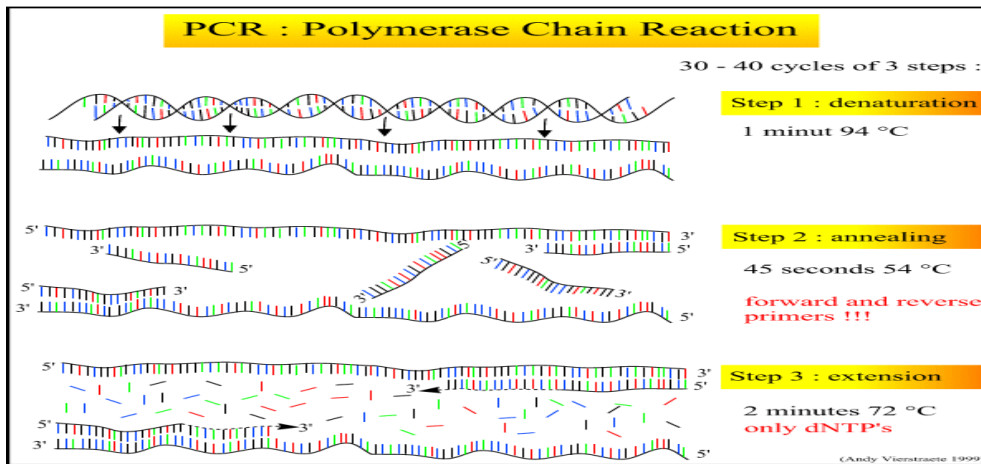 PCR : Polymerase Chain Reaction
30 - 40 cycles of 3 steps :
Step 1 : denaturation
1 minut 94 °C
5'
3'
3'
5'
5'
3'
5'
5'
3'
3'
3'
3'
5'
Step 2 : annealing
45 seconds 54 °C
forward and reverse
primers !!!
5'
3'
3'
5'
5'
3'
3'
5'
Step 3 : extension
2 minutes 72 °C
only dNTP's
(Andy Vierstraete 1999